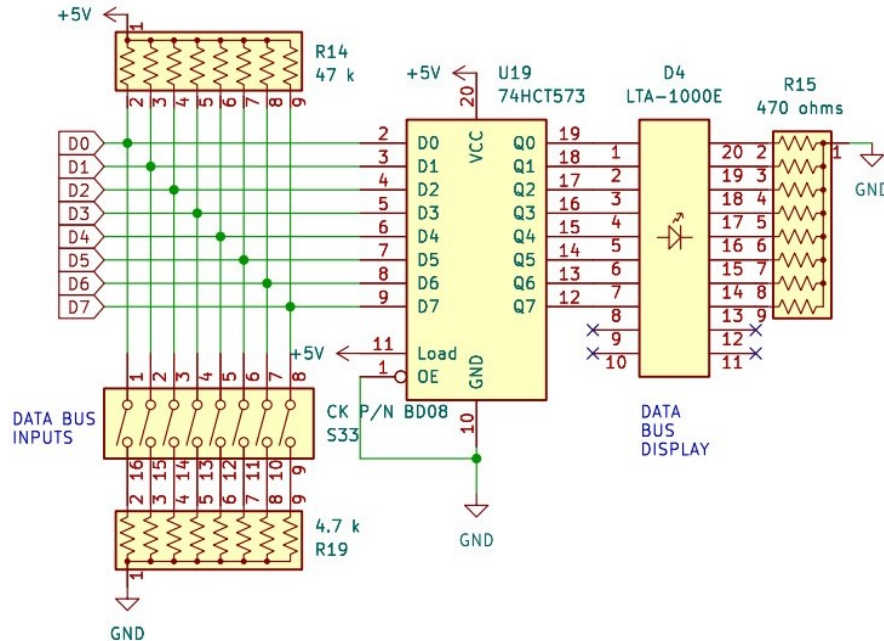 +5V
1
R14
47 k
2 3 4 5 6 7 8 9
D0
D1
D2
D3
D4
D5
D6
D7
+5V
20
U19
74HCT573
VCC
2 D0 Q0 19
3 D1 Q1 18
4 D2 Q2 17
5 D3 Q3 16
6 D4 Q4 15
7 D5 Q5 14
8 D6 Q6 13
9 D7 Q7 12
+5V 11 Load
1 OE
GND
10
GND
D4
LTA-1000E
1 20
2 19
3 18
4 17
5 16
6 15
7 14
8 13
9 12
10 11
DATA
BUS
DISPLAY
R15
470 ohms
2
3
4
5
6
7
8
9
1
GND
1 2 3 4 5 6 7 8
DATA BUS
INPUTS
CK P/N BD08
S33
16 15 14 13 12 11 10 9
2 3 4 5 6 7 8 9
4.7 k
R19
1
GND